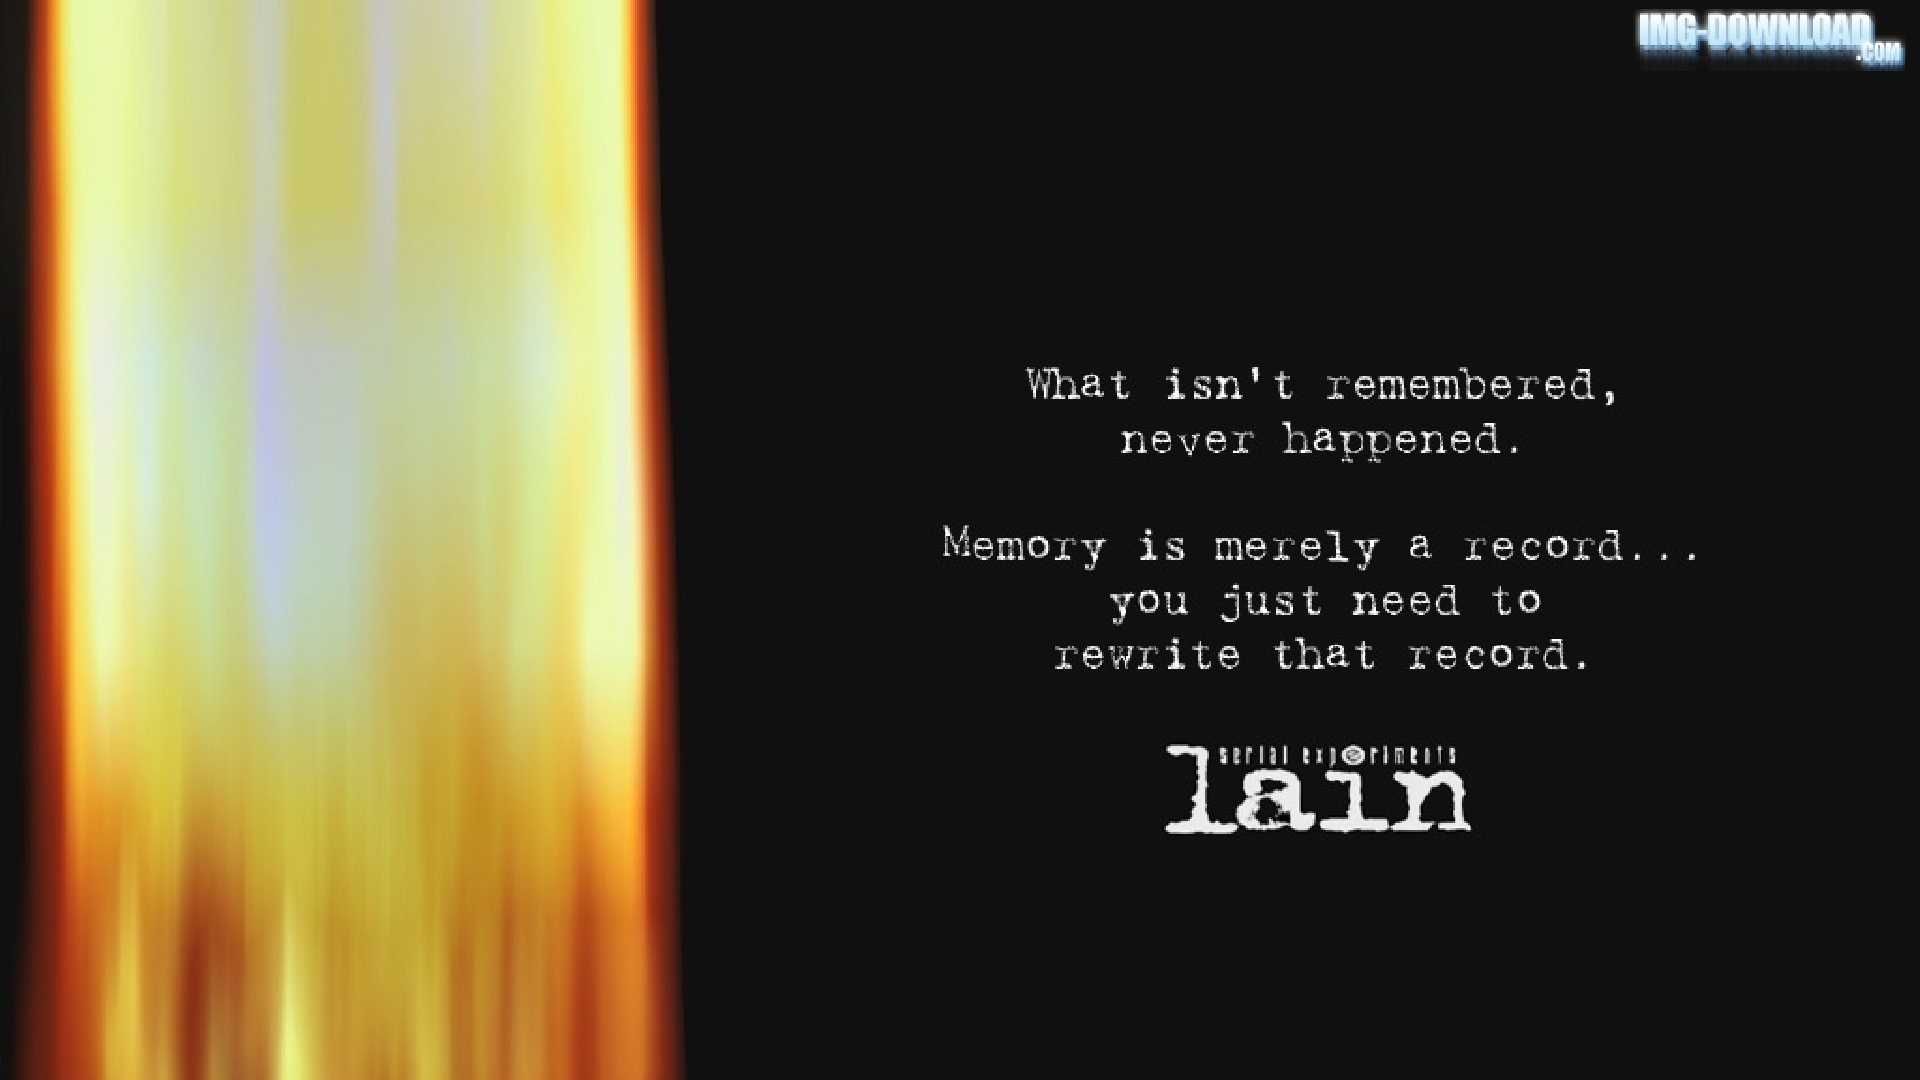 IMG-DOWNLOAD.COM
What isn't remembered,
never happened.
Memory is merely a record...
you just need to
rewrite that record.
serial experiments
lain